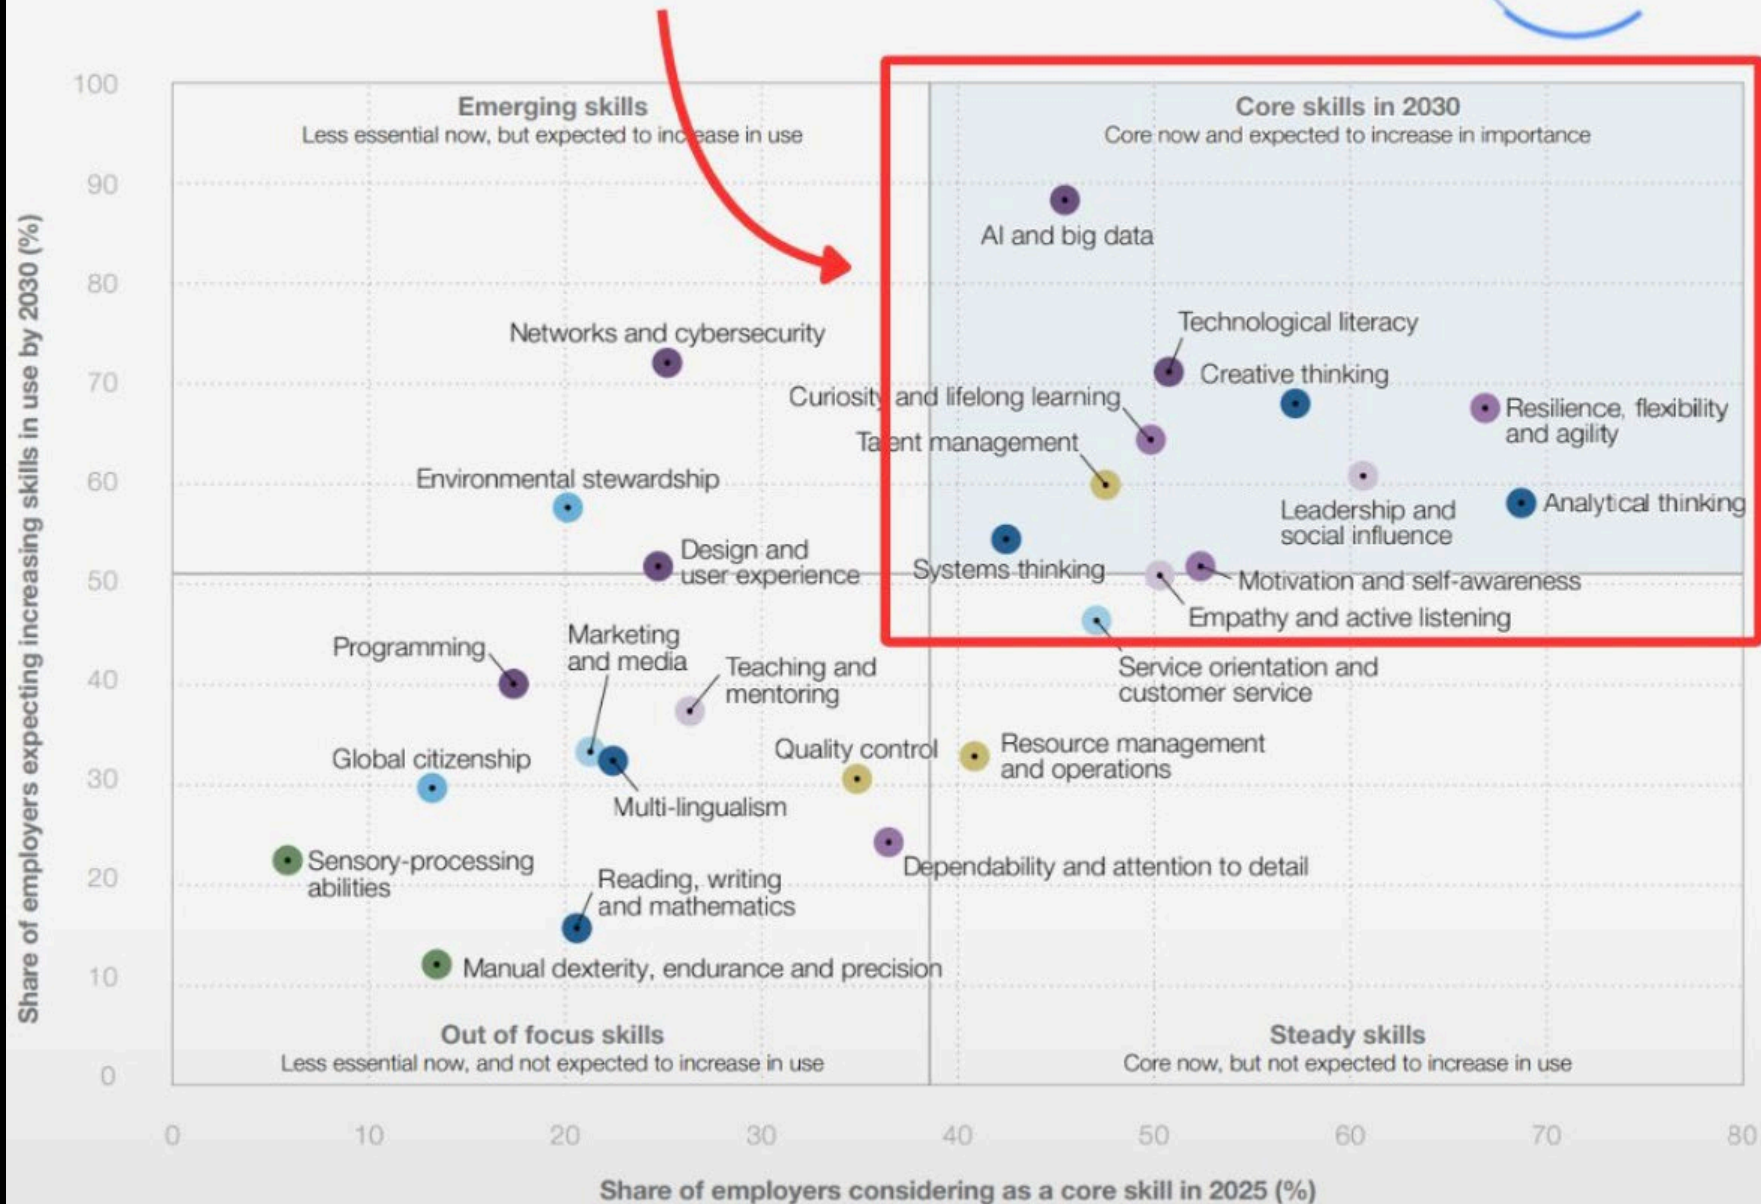 Emerging skills
Less essential now, but expected to increase in use
Core skills in 2030
Core now and expected to increase in importance
Share of employers expecting increasing skills in use by 2030 (%)
100
90
80
70
60
50
40
30
20
10
0
AI and big data
Networks and cybersecurity
Technological literacy
Creative thinking
Curiosity and lifelong learning
Resilience, flexibility
and agility
Talent management
Environmental stewardship
Leadership and
social influence
Analytical thinking
Design and
user experience
Systems thinking
Motivation and self-awareness
Empathy and active listening
Programming
Marketing
and media
Teaching and
mentoring
Service orientation and
customer service
Global citizenship
Quality control
Resource management
and operations
Multi-lingualism
Sensory-processing
abilities
Dependability and attention to detail
Reading, writing
and mathematics
Manual dexterity, endurance and precision
Out of focus skills
Less essential now, and not expected to increase in use
Steady skills
Core now, but not expected to increase in use
0 10 20 30 40 50 60 70 80
Share of employers considering as a core skill in 2025 (%)